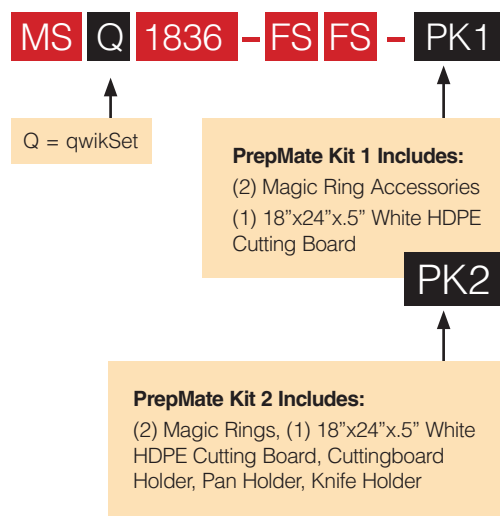 MS Q 1836 – FS FS – PK1
Q = qwikSet
PrepMate Kit 1 Includes:
(2) Magic Ring Accessories
(1) 18”x24”x.5” White HDPE
Cutting Board
PK2
PrepMate Kit 2 Includes:
(2) Magic Rings, (1) 18”x24”x.5” White
HDPE Cutting Board, Cuttingboard
Holder, Pan Holder, Knife Holder